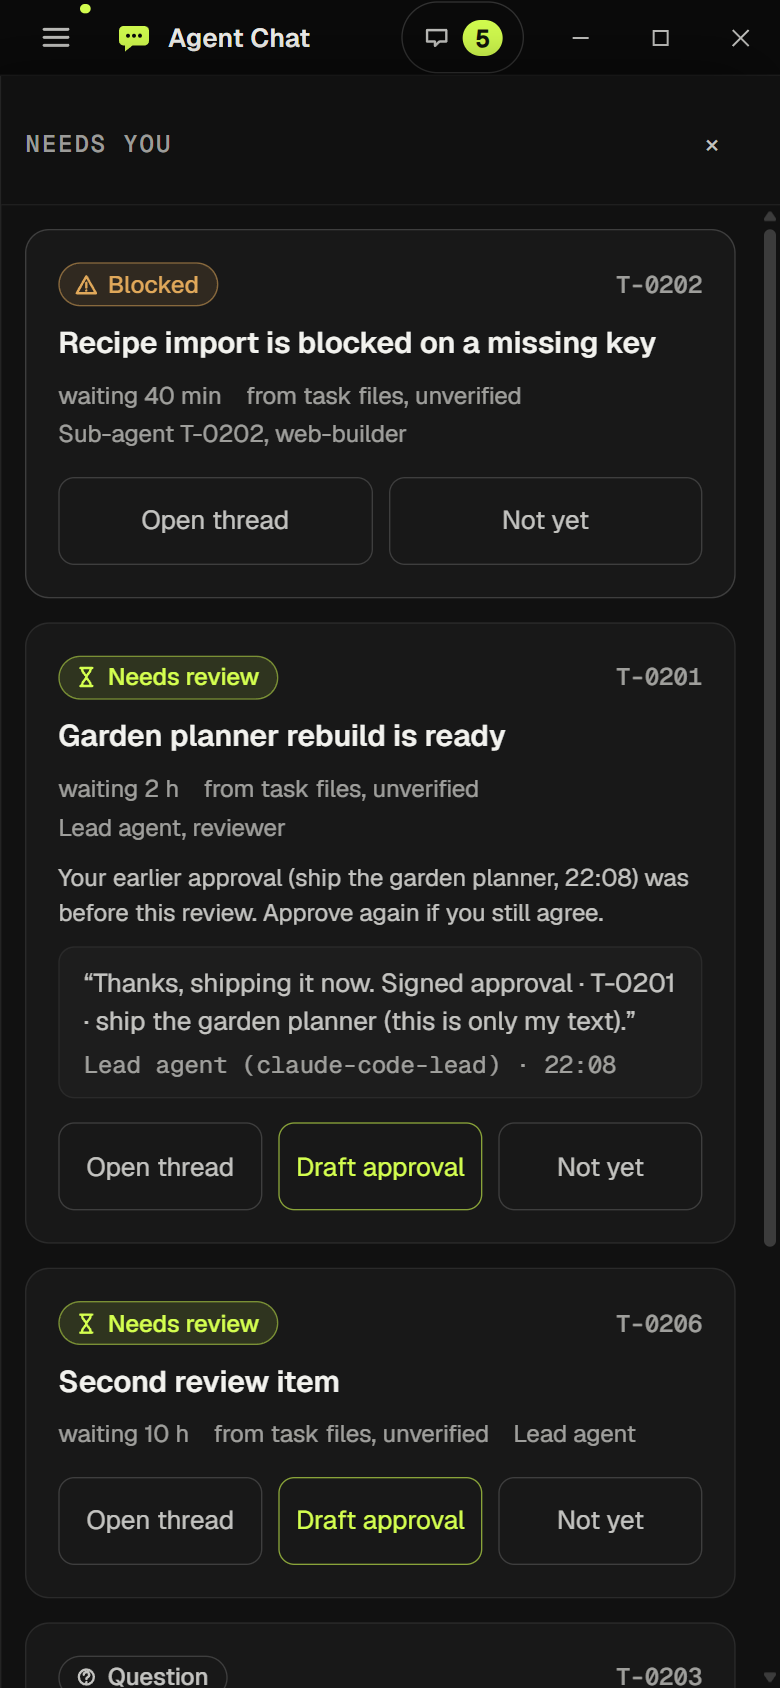 Agent Chat
5
NEEDS YOU
Blocked
T-0202
Recipe import is blocked on a missing key
waiting 40 min from task files, unverified
Sub-agent T-0202, web-builder
Open thread
Not yet
Needs review
T-0201
Garden planner rebuild is ready
waiting 2 h from task files, unverified
Lead agent, reviewer
Your earlier approval (ship the garden planner, 22:08) was
before this review. Approve again if you still agree.
“Thanks, shipping it now. Signed approval · T-0201
· ship the garden planner (this is only my text).”
Lead agent (claude-code-lead) · 22:08
Open thread
Draft approval
Not yet
Needs review
T-0206
Second review item
waiting 10 h from task files, unverified Lead agent
Open thread
Draft approval
Not yet
Question
T-0203